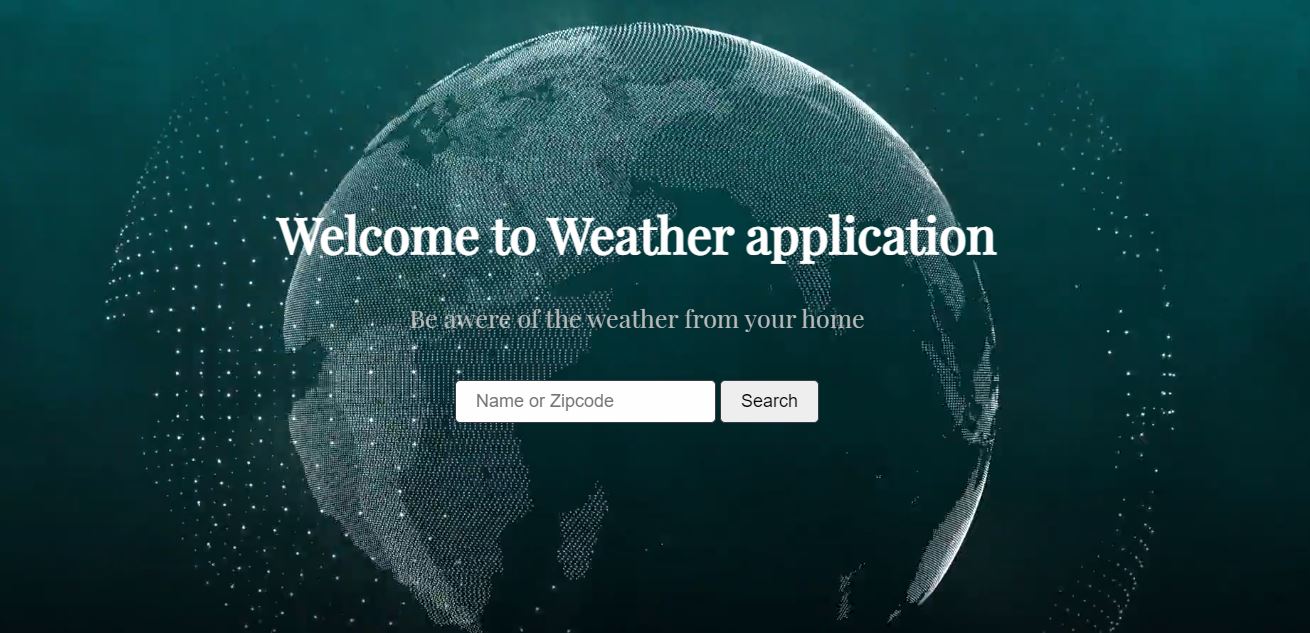 Welcome to Weather application
Be awere of the weather from your home
Name or Zipcode Search